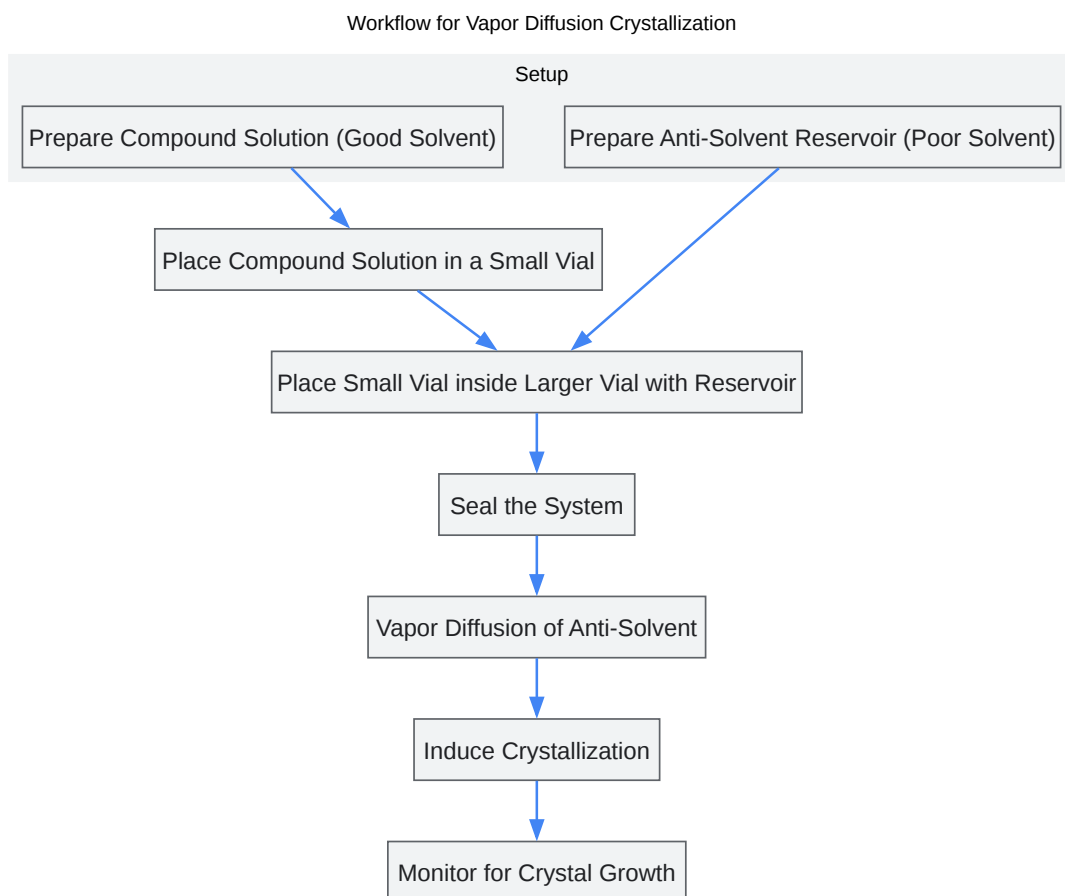 Workflow for Vapor Diffusion Crystallization
Setup
Prepare Compound Solution (Good Solvent)
Prepare Anti-Solvent Reservoir (Poor Solvent)
Place Compound Solution in a Small Vial
Place Small Vial inside Larger Vial with Reservoir
Seal the System
Vapor Diffusion of Anti-Solvent
Induce Crystallization
Monitor for Crystal Growth